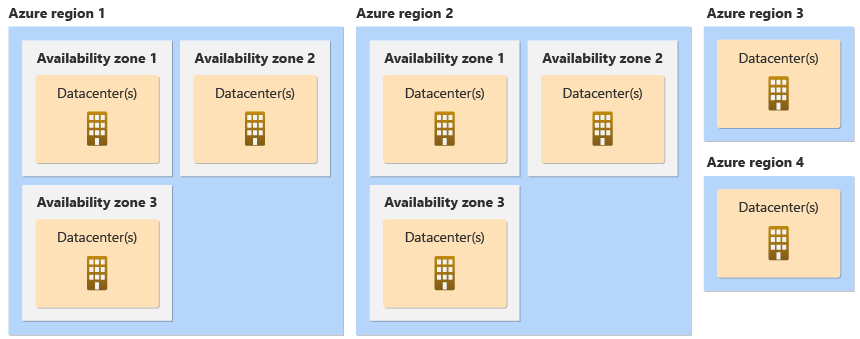 Azure region 1
Availability zone 1
Datacenter(s)
Availability zone 2
Datacenter(s)
Availability zone 3
Datacenter(s)
Azure region 2
Availability zone 1
Datacenter(s)
Availability zone 2
Datacenter(s)
Availability zone 3
Datacenter(s)
Azure region 3
Datacenter(s)
Azure region 4
Datacenter(s)